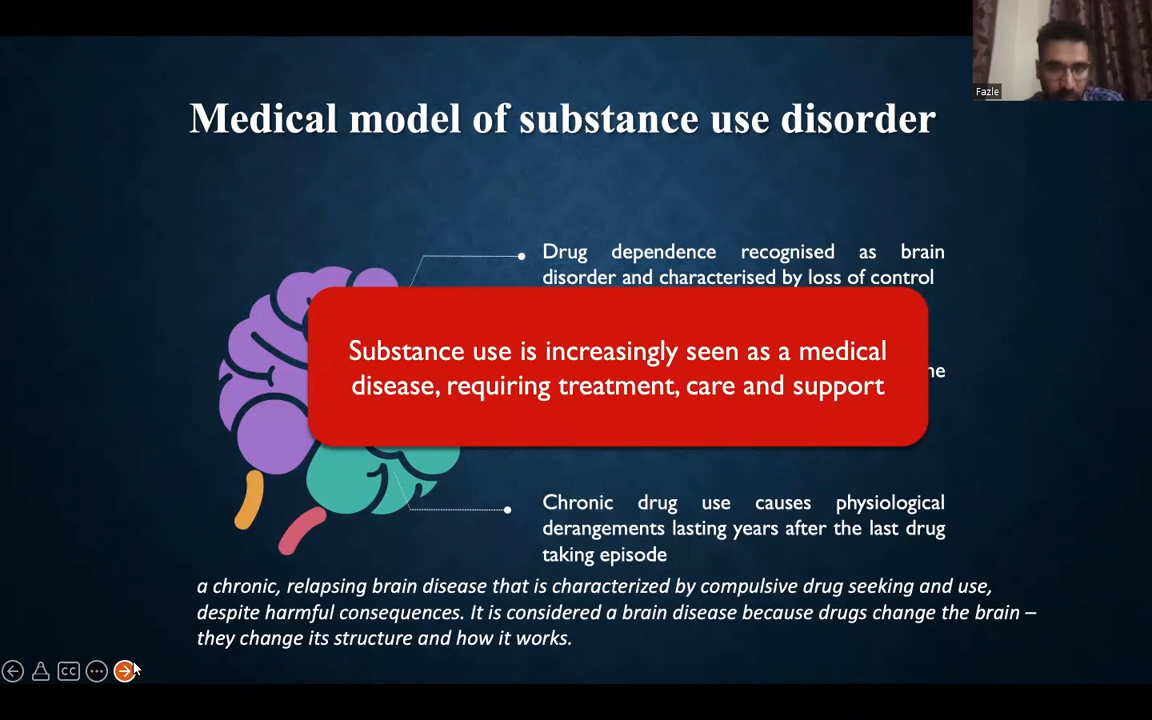 Fazle
Medical model of substance use disorder
Drug dependence recognised as brain
disorder and characterised by loss of control
Substance use is increasingly seen as a medical
disease, requiring treatment, care and support
Chronic drug use causes physiological
derangements lasting years after the last drug
taking episode
a chronic, relapsing brain disease that is characterized by compulsive drug seeking and use,
despite harmful consequences. It is considered a brain disease because drugs change the brain –
they change its structure and how it works.
CC